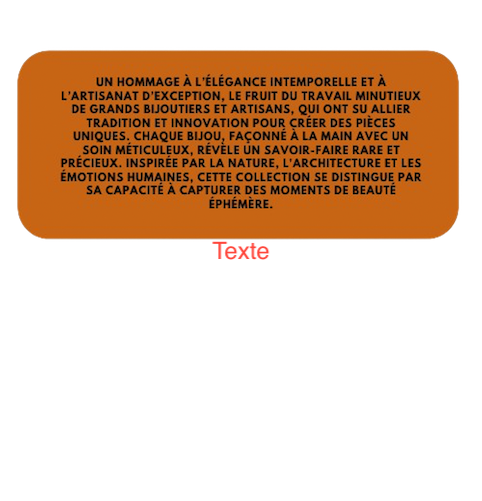 UN HOMMAGE À L'ÉLÉGANCE INTEMPORELLE ET À
L'ARTISANAT D'EXCEPTION, LE FRUIT DU TRAVAIL MINUTIEUX
DE GRANDS BIJOUTIERS ET ARTISANS, QUI ONT SU ALLIER
TRADITION ET INNOVATION POUR CRÉER DES PIÈCES
UNIQUES. CHAQUE BIJOU, FAÇONNÉ À LA MAIN AVEC UN
SOIN MÉTICULEUX, RÉVÈLE UN SAVOIR-FAIRE RARE ET
PRÉCIEUX. INSPIRÉE PAR LA NATURE, L'ARCHITECTURE ET LES
ÉMOTIONS HUMAINES, CETTE COLLECTION SE DISTINGUE PAR
SA CAPACITÉ À CAPTURER DES MOMENTS DE BEAUTÉ
ÉPHÉMÈRE.
Texte